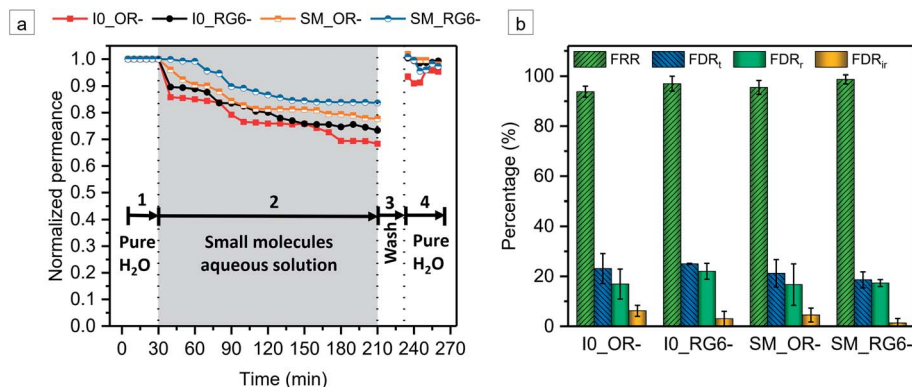 a
I0_OR- I0_RG6- SM_OR- SM_RG6-
Normalized permeance
1.0
0.9
0.8
0.7
0.6
0.5
0.4
0.3
0.2
0.1
0.0
1 2 3 4
Pure
H₂O
Small molecules
aqueous solution
Wash
Pure
H₂O
0 30 60 90 120 150 180 210 240 270
Time (min)
b
FRR FDRt FDRr FDRir
Percentage (%)
100
80
60
40
20
0
I0_OR- I0_RG6- SM_OR- SM_RG6-